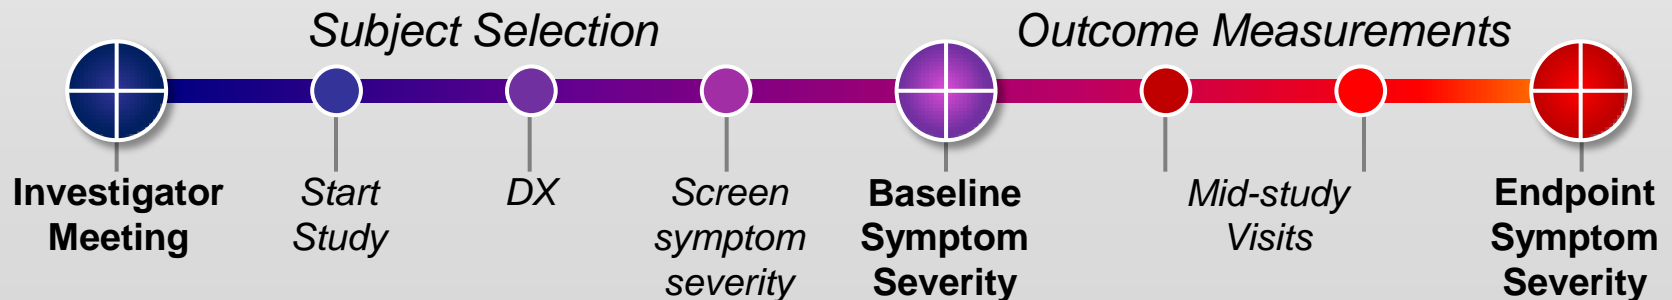 Subject Selection
Outcome Measurements
Investigator
Meeting
Start
Study
DX
Screen
symptom
severity
Baseline
Symptom
Severity
Mid-study
Visits
Endpoint
Symptom
Severity